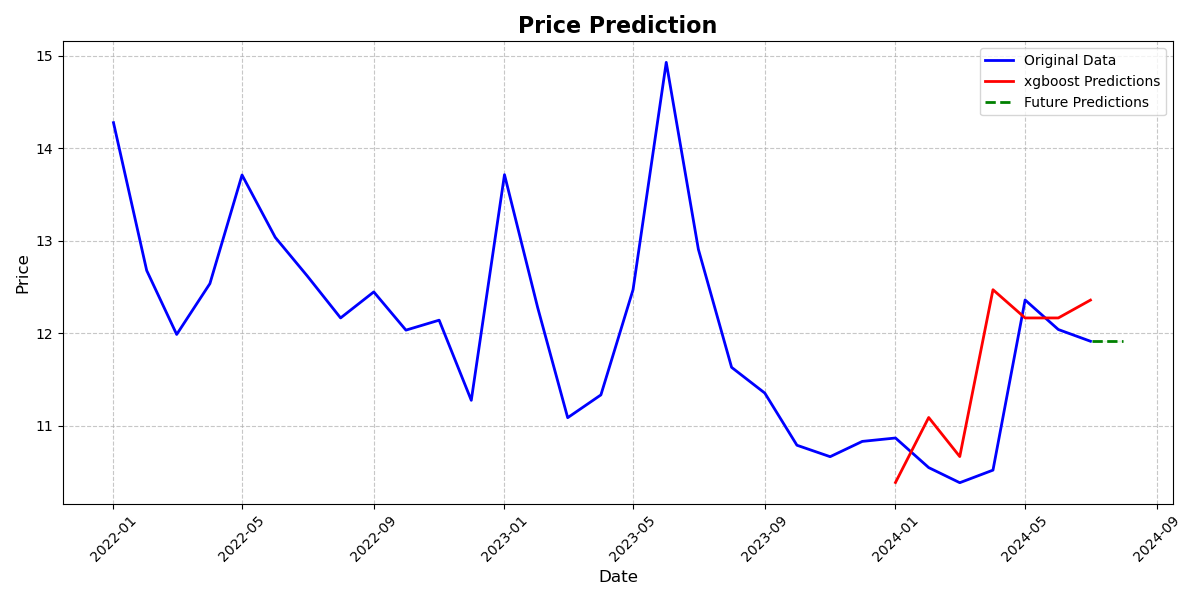 Price Prediction
Original Data
xgboost Predictions
Future Predictions
Price
15
14
13
12
11
2022-01
2022-05
2022-09
2023-01
2023-05
2023-09
2024-01
2024-05
2024-09
Date